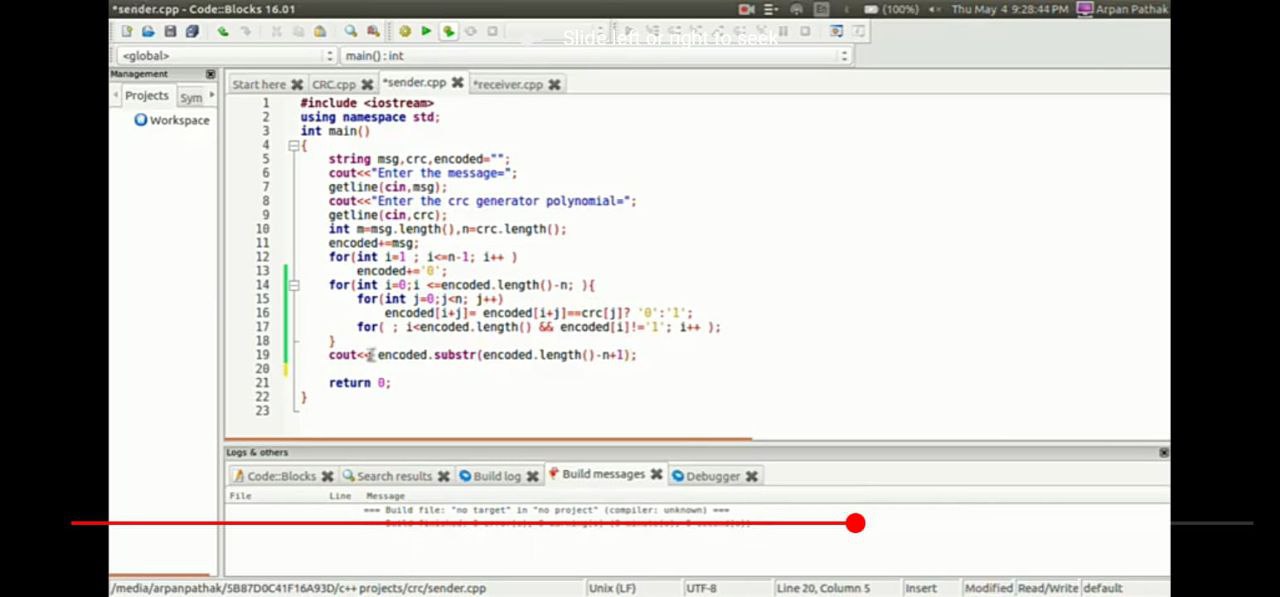 *sender.cpp - Code::Blocks 16.01
En (100%) Thu May 4 9:28:44 PM Arpan Pathak
Slide left or right to seek
<global> main() : int
Management
Start here CRC.cpp *sender.cpp *receiver.cpp
Projects Sym
Workspace
1 #include <iostream>
2 using namespace std;
3 int main()
4 {
5 string msg,crc,encoded="";
6 cout<<"Enter the message=";
7 getline(cin,msg);
8 cout<<"Enter the crc generator polynomial=";
9 getline(cin,crc);
10 int m=msg.length(),n=crc.length();
11 encoded+=msg;
12 for(int i=1 ; i<=n-1; i++ )
13 encoded+='0';
14 for(int i=0;i <=encoded.length()-n; ){
15 for(int j=0;j<n; j++)
16 encoded[i+j]= encoded[i+j]==crc[j]? '0':'1';
17 for( ; i<encoded.length() && encoded[i]!='1'; i++ );
18 }
19 cout<< encoded.substr(encoded.length()-n+1);
20
21 return 0;
22 }
23
Logs & others
Code::Blocks Search results Build log Build messages Debugger
File Line Message
=== Build file: "no target" in "no project" (compiler: unknown) ===
/media/arpanpathak/5B87D0C41F16A93D/c++ projects/crc/sender.cpp Unix (LF) UTF-8 Line 20, Column 5 Insert Modified Read/Write default